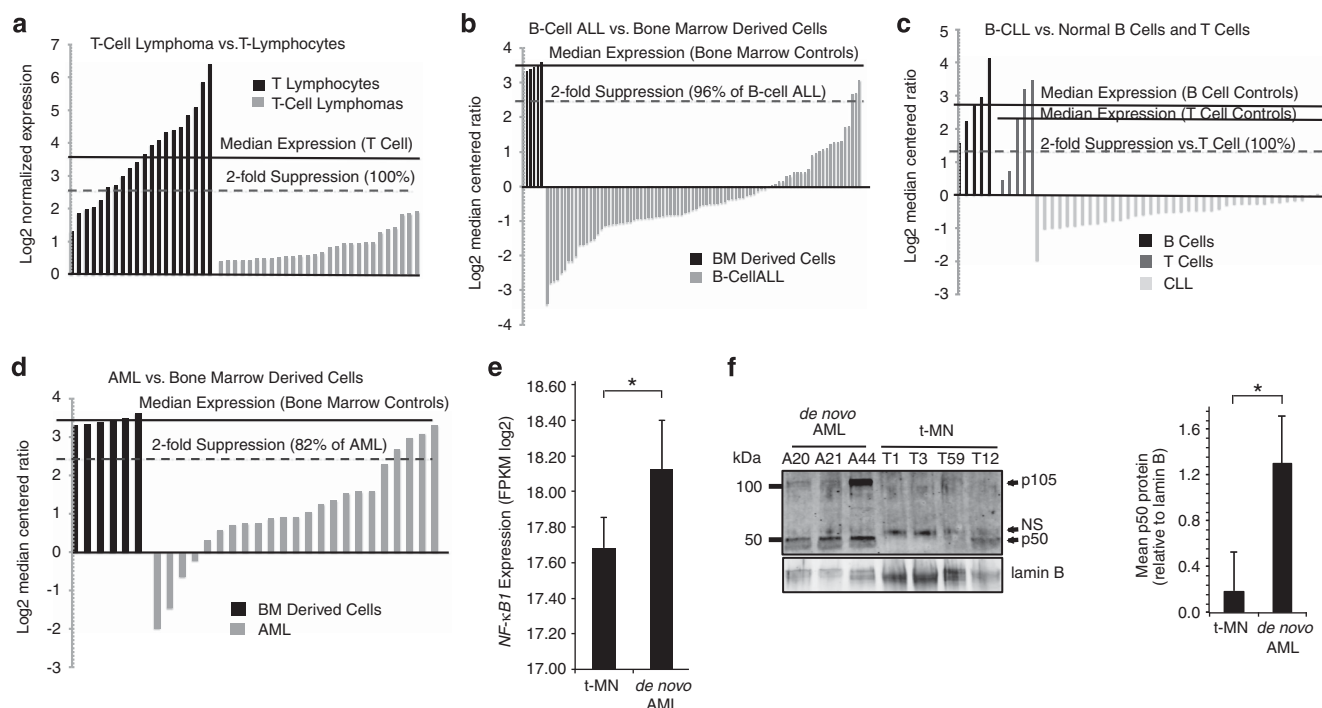 a
T-Cell Lymphoma vs.T-Lymphocytes
Log2 normalized expression
7
6
5
4
3
2
1
0
T Lymphocytes
T-Cell Lymphomas
Median Expression (T Cell)
2-fold Suppression (100%)
b
B-Cell ALL vs. Bone Marrow Derived Cells
Log2 median centered ratio
4
3
2
1
0
-1
-2
-3
-4
Median Expression (Bone Marrow Controls)
2-fold Suppression (96% of B-cell ALL)
BM Derived Cells
B-CellALL
c
B-CLL vs. Normal B Cells and T Cells
Log2 median centered ratio
5
4
3
2
1
0
-1
-2
-3
Median Expression (B Cell Controls)
Median Expression (T Cell Controls)
2-fold Suppression vs.T Cell (100%)
B Cells
T Cells
CLL
d
AML vs. Bone Marrow Derived Cells
Log2 median centered ratio
4
3
2
1
0
-1
-2
-3
Median Expression (Bone Marrow Controls)
2-fold Suppression (82% of AML)
BM Derived Cells
AML
e
NF-κB1 Expression (FPKM log2)
18.60
18.40
18.20
18.00
17.80
17.60
17.40
17.20
17.00
*
t-MN
de novo
AML
f
de novo
AML
t-MN
kDa
A20 A21 A44 T1 T3 T59 T12
100
50
p105
NS
p50
lamin B
Mean p50 protein
(relative to lamin B)
1.6
1.2
0.8
0.4
0.0
*
t-MN
de novo
AML